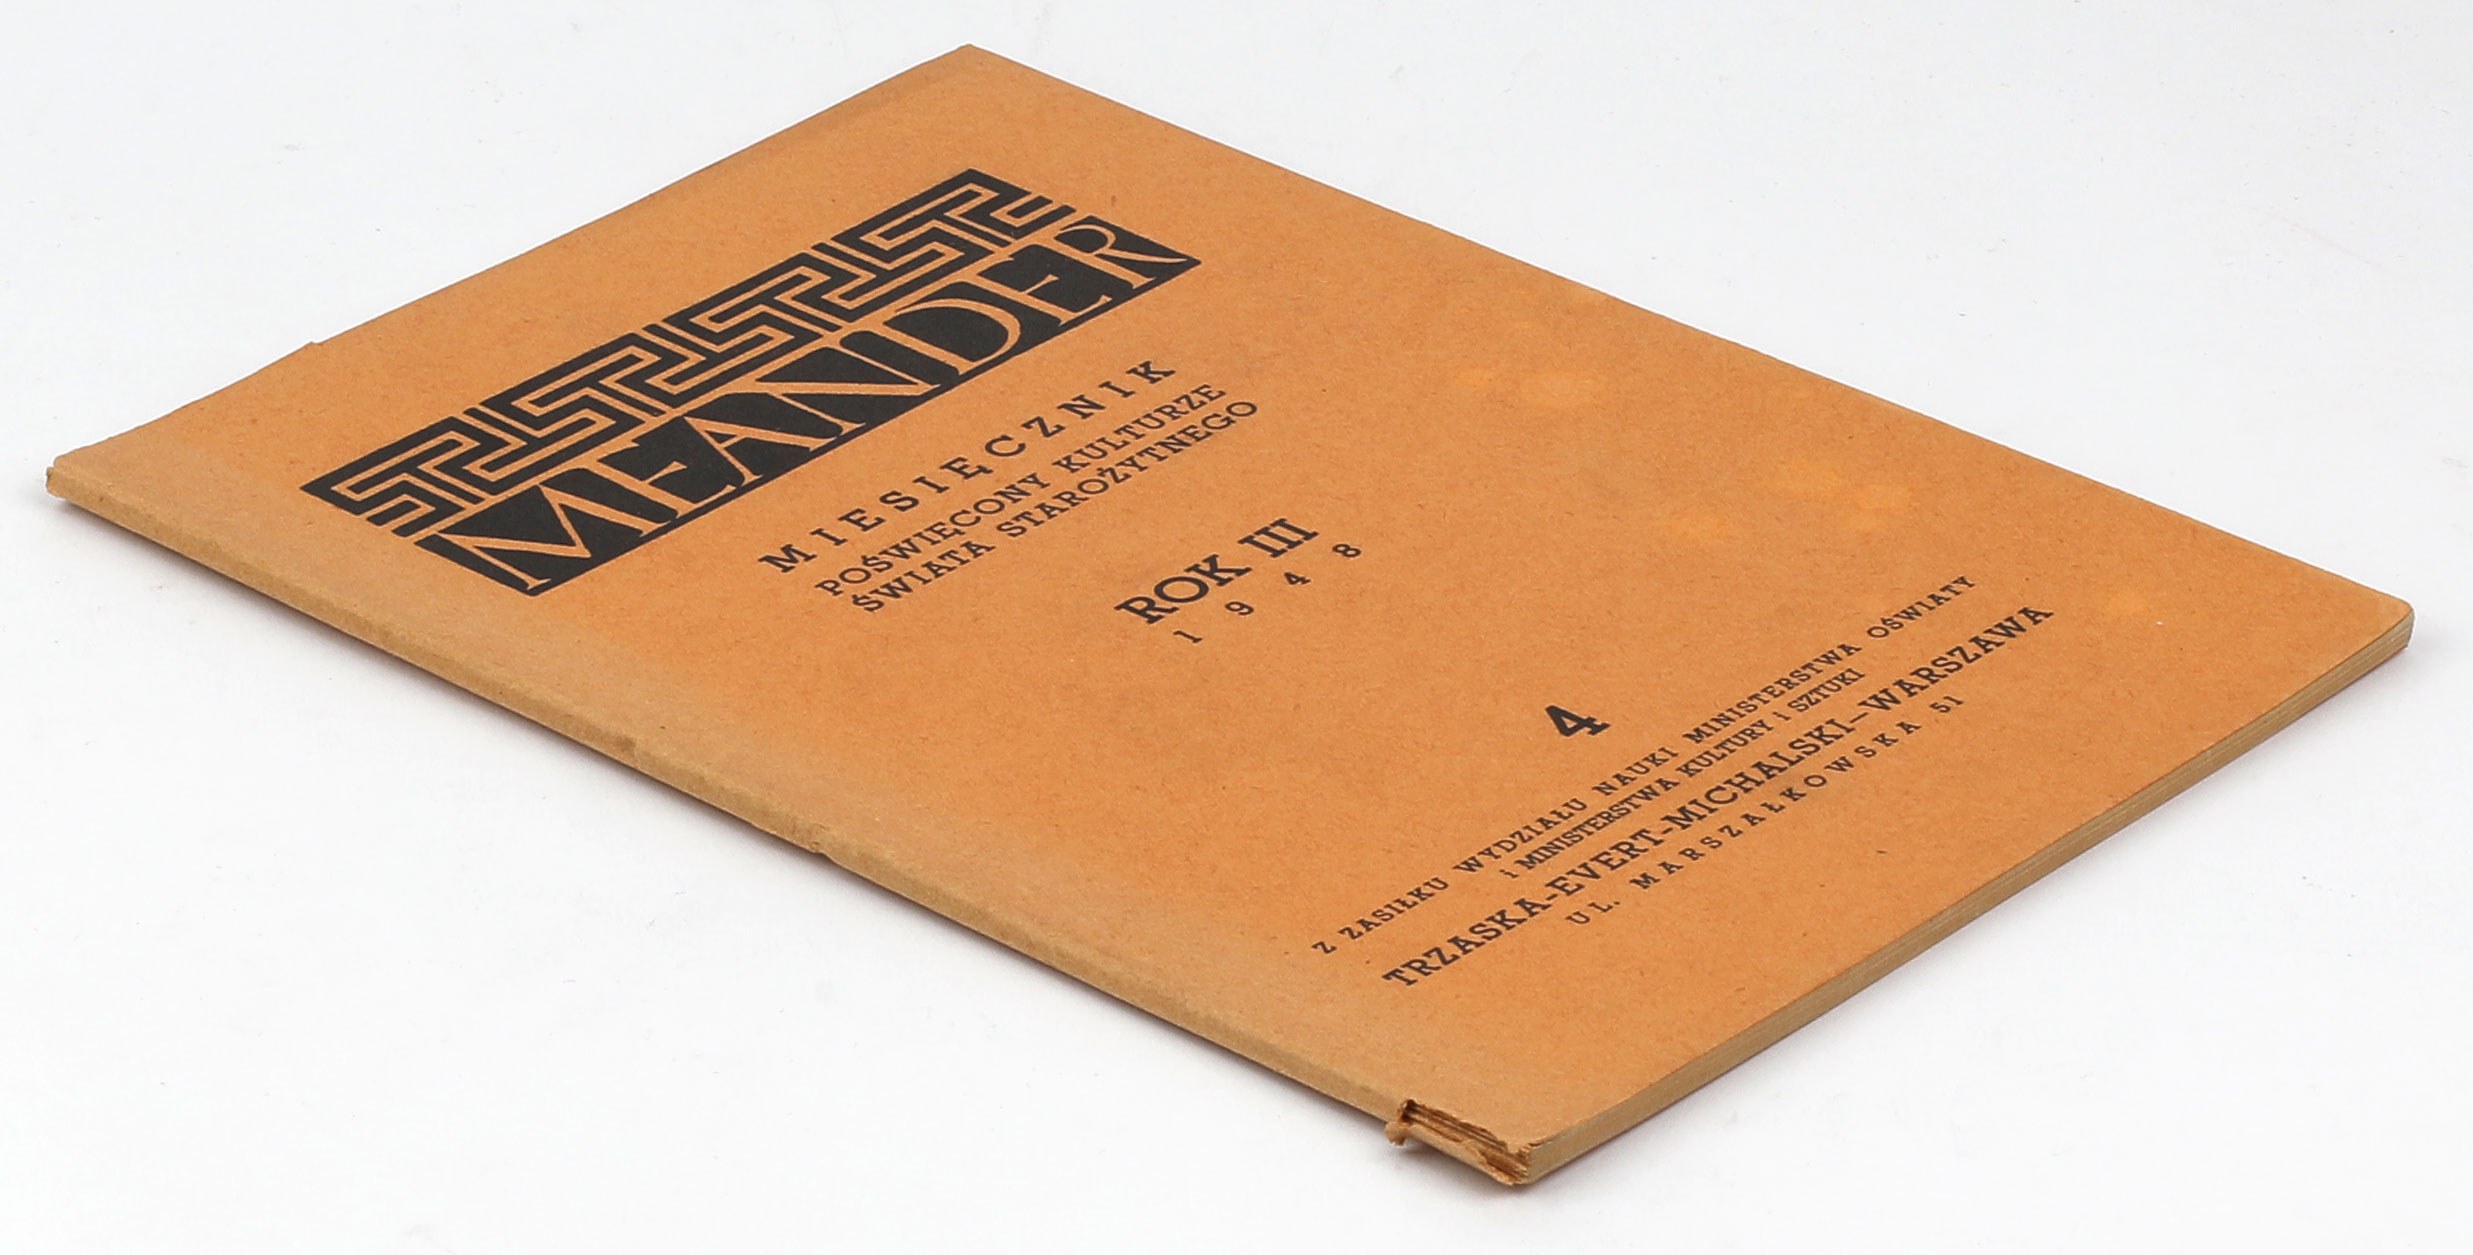 MEANDER
MIESIĘCZNIK
POŚWIĘCONY KULTURZE
ŚWIATA STAROŻYTNEGO
ROK III
1948
4
Z ZASIŁKU WYDZIAŁU NAUKI MINISTERSTWA OŚWIATY
i MINISTERSTWA KULTURY i SZTUKI
TRZASKA-EVERT-MICHALSKI-WARSZAWA
UL. MARSZAŁKOWSKA 51